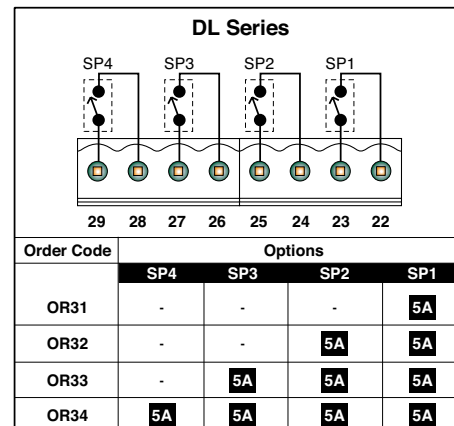 DL Series
SP4 SP3 SP2 SP1
29 28 27 26 25 24 23 22
Order Code Options
SP4 SP3 SP2 SP1
OR31 - - - 5A
OR32 - - 5A 5A
OR33 - 5A 5A 5A
OR34 5A 5A 5A 5A